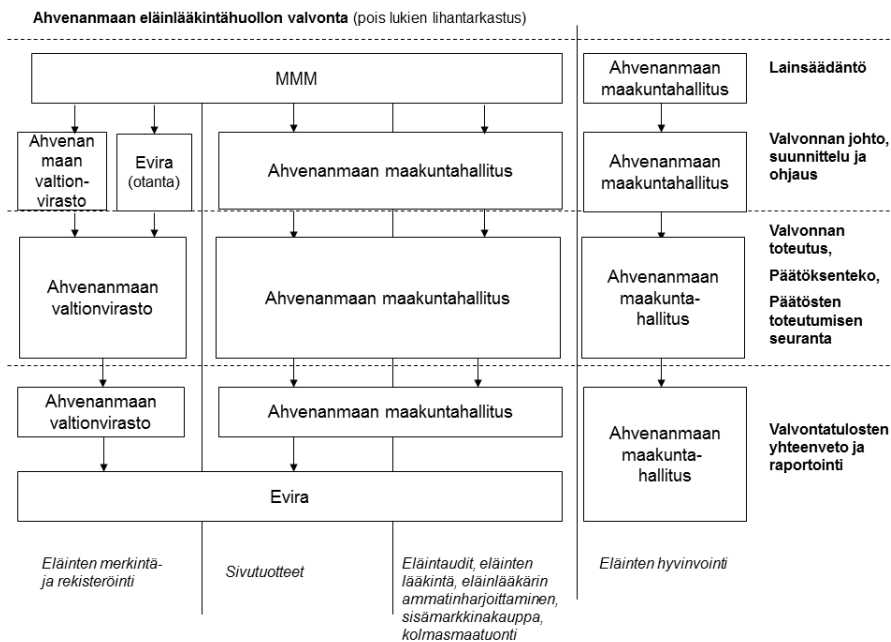 Ahvenanmaan eläinlääkintähuollon valvonta (pois lukien lihantarkastus)
MMM
Ahvenanmaan
maakuntahallitus
Lainsäädäntö
Ahvenan
maan
valtion-
virasto
Evira
(otanta)
Ahvenanmaan maakuntahallitus
Ahvenanmaan
maakuntahallitus
Valvonnan johto,
suunnittelu ja
ohjaus
Ahvenanmaan
valtionvirasto
Ahvenanmaan maakuntahallitus
Ahvenanmaan
maakunta-
hallitus
Valvonnan
toteutus,
Päätöksenteko,
Päätösten
toteutumisen
seuranta
Ahvenanmaan
valtionvirasto
Ahvenanmaan maakuntahallitus
Ahvenanmaan
maakunta-
hallitus
Valvontatulosten
yhteenveto ja
raportointi
Evira
Eläinten merkintä-
ja rekisteröinti
Sivutuotteet
Eläintaudit, eläinten
lääkintä, eläinlääkärin
ammatinharjoittaminen,
sisämarkkinakauppa,
kolmasmaatuonti
Eläinten hyvinvointi